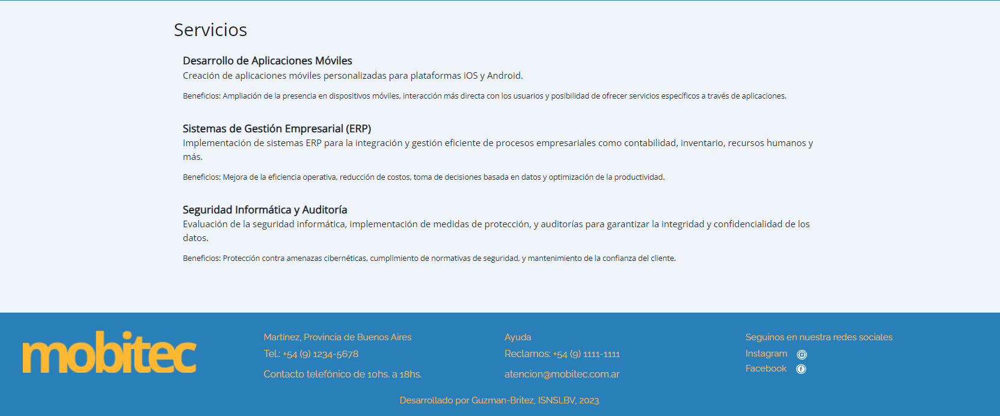 Servicios
Desarrollo de Aplicaciones Móviles
Creación de aplicaciones móviles personalizadas para plataformas iOS y Android.
Beneficios: Ampliación de la presencia en dispositivos móviles, interacción más directa con los usuarios y posibilidad de ofrecer servicios específicos a través de aplicaciones.
Sistemas de Gestión Empresarial (ERP)
Implementación de sistemas ERP para la integración y gestión eficiente de procesos empresariales como contabilidad, inventario, recursos humanos y
más.
Beneficios: Mejora de la eficiencia operativa, reducción de costos, toma de decisiones basada en datos y optimización de la productividad.
Seguridad Informática y Auditoría
Evaluación de la seguridad informática, implementación de medidas de protección, y auditorías para garantizar la integridad y confidencialidad de los
datos.
Beneficios: Protección contra amenazas cibernéticas, cumplimiento de normativas de seguridad, y mantenimiento de la confianza del cliente.
mobitec
Martínez, Provincia de Buenos Aires
Tel.: +54 (9) 1234-5678
Contacto telefónico de 10hs. a 18hs.
Ayuda
Reclamos: +54 (9) 1111-1111
atencion@mobitec.com.ar
Seguinos en nuestra redes sociales
Instagram
Facebook
Desarrollado por Guzman-Britez, ISNSLBV, 2023.